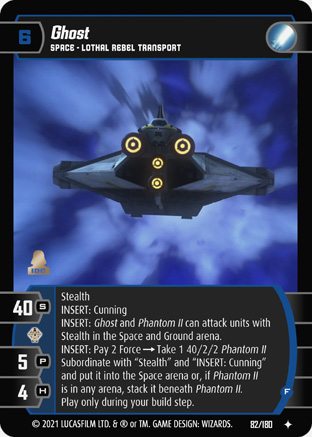 6
Ghost
SPACE - LOTHAL REBEL TRANSPORT
IDC
40 S
5 P
4 H
Stealth
INSERT: Cunning
INSERT: Ghost and Phantom II can attack units with
Stealth in the Space and Ground arena.
INSERT: Pay 2 Force → Take 1 40/2/2 Phantom II
Subordinate with “Stealth” and “INSERT: Cunning”
and put it into the Space arena or, if Phantom II
is in any arena, stack it beneath Phantom II.
Play only during your build step.
F
© 2021 LUCASFILM LTD. & ® or TM. GAME DESIGN: WIZARDS.
82/180